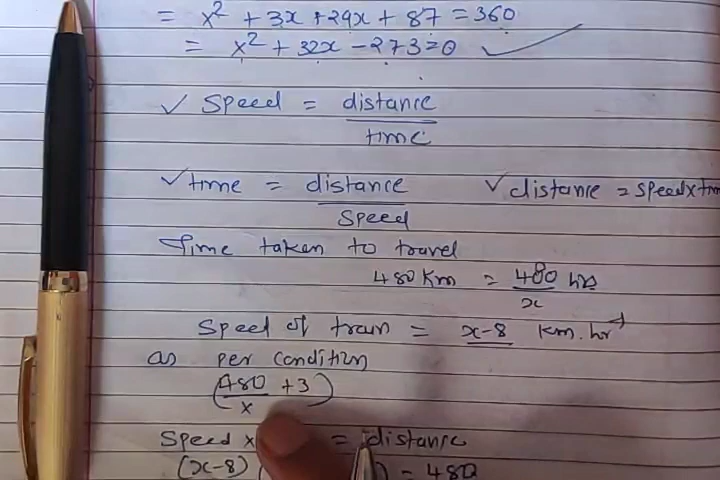 = x² + 3x + 29x + 87 = 360
= x² + 32x - 273 = 0 ✓
✓ Speed = distance / time
✓ time = distance / Speed ✓ distance = speed x
Time taken to travel
480 Km = 480 / x hrs
Speed of train = x-8 km.hr⁻¹
as per condition
(480 / x + 3)
Speed x = distance
(x-8) ( ) = 480